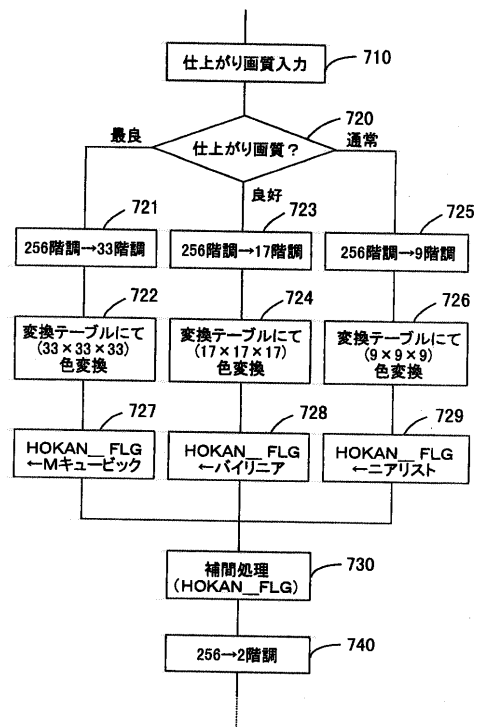 仕上がり画質入力
710
720
仕上がり画質?
最良
良好
通常
721
256階調→33階調
723
256階調→17階調
725
256階調→9階調
722
変換テーブルにて
(33×33×33)
色変換
724
変換テーブルにて
(17×17×17)
色変換
726
変換テーブルにて
(9×9×9)
色変換
727
HOKAN__FLG
←Mキュービック
728
HOKAN__FLG
←バイリニア
729
HOKAN__FLG
←ニアリスト
補間処理
(HOKAN__FLG)
730
256→2階調
740